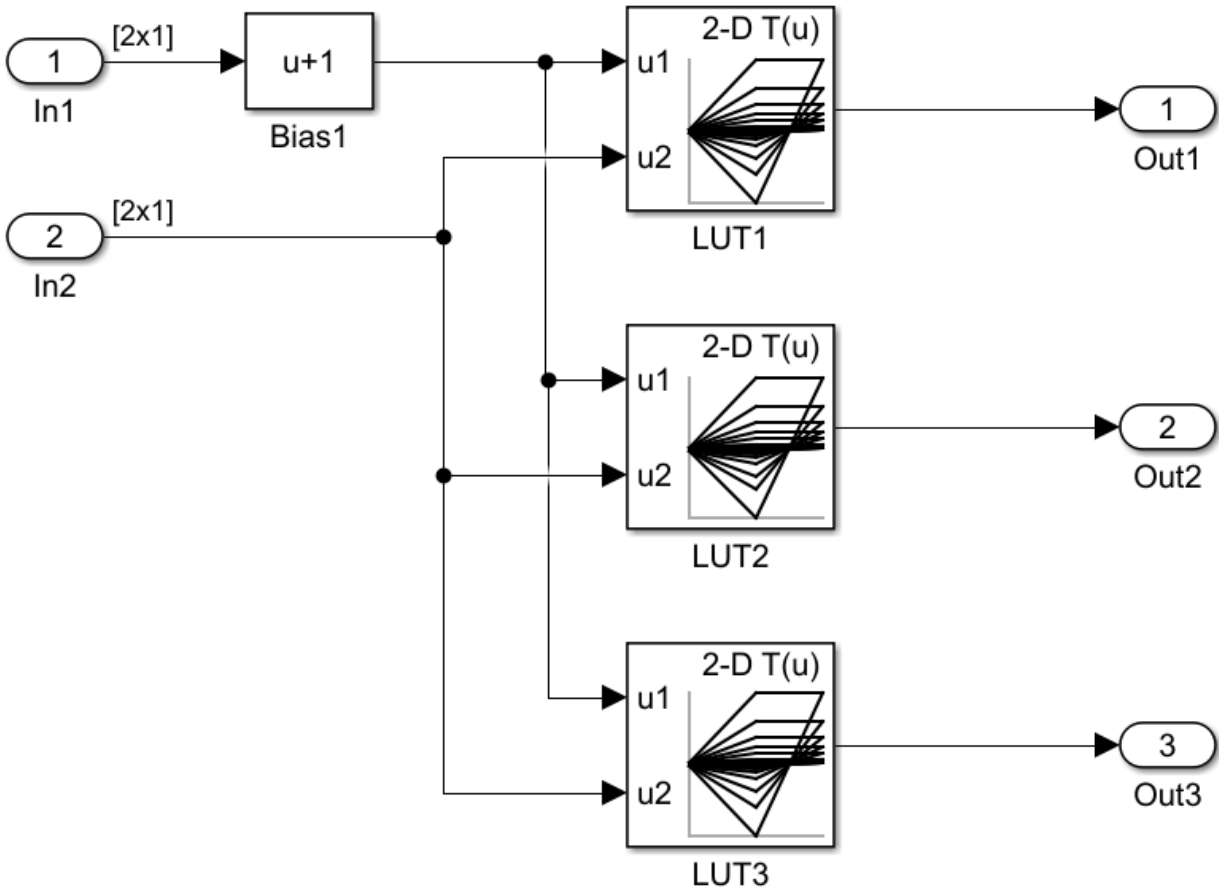 [2x1]
1
In1
u+1
Bias1
2-D T(u)
u1
u2
LUT1
1
Out1
[2x1]
2
In2
2-D T(u)
u1
u2
LUT2
2
Out2
2-D T(u)
u1
u2
LUT3
3
Out3